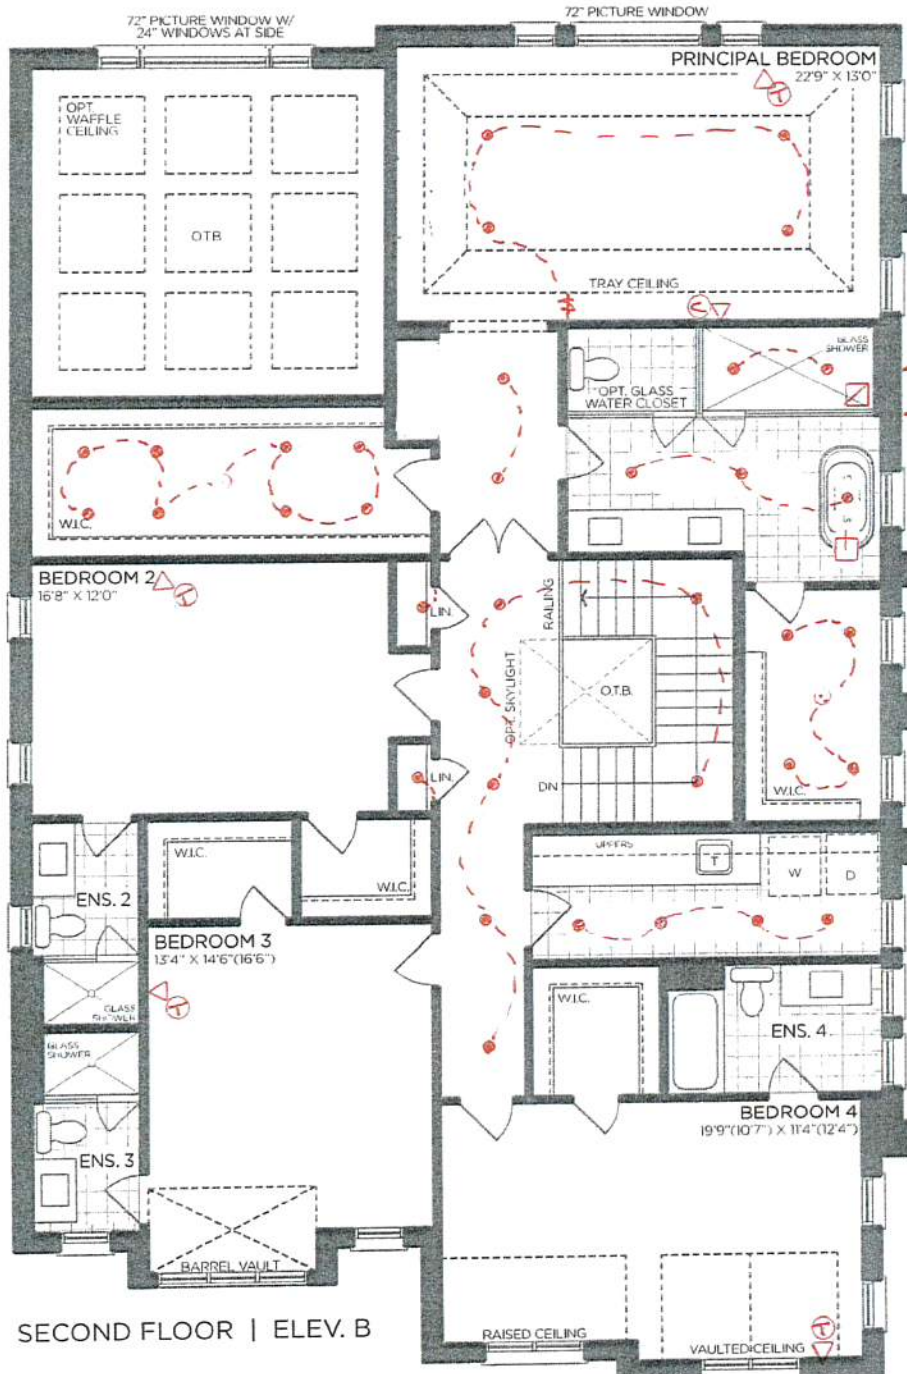 72" PICTURE WINDOW W/
24" WINDOWS AT SIDE
72" PICTURE WINDOW
PRINCIPAL BEDROOM
22'9" X 13'0"
T
OPT.
WAFFLE
CEILING
OTB
TRAY CEILING
GLASS
SHOWER
OPT. GLASS
WATER CLOSET
W.I.C.
BEDROOM 2
16'8" X 12'0"
T
LIN.
RAILING
OPT. SKYLIGHT
O.T.B.
LIN.
DN
W.I.C.
W.I.C.
W.I.C.
UPPERS
T
W
D
ENS. 2
BEDROOM 3
13'4" X 14'6"(16'6")
T
GLASS
SHOWER
GLASS
SHOWER
W.I.C.
ENS. 4
BEDROOM 4
19'9"(10'7") X 11'4"(12'4")
ENS. 3
BARREL VAULT
SECOND FLOOR | ELEV. B
RAISED CEILING
VAULTED CEILING
T